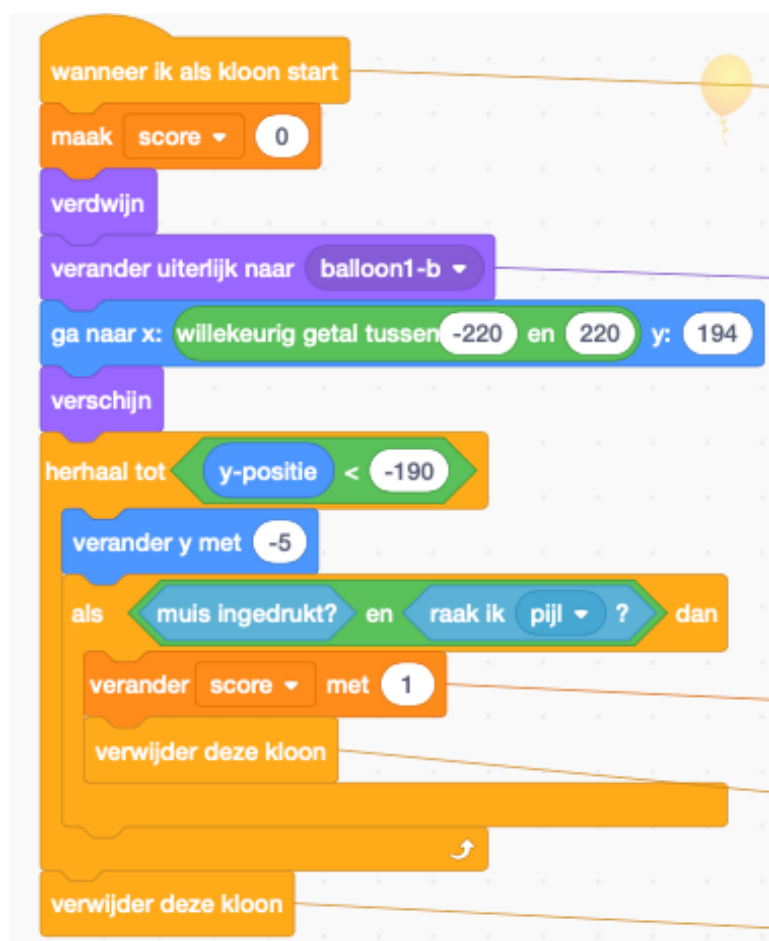 wanneer ik als kloon start
maak score 0
verdwijn
verander uiterlijk naar balloon1-b
ga naar x: willekeurig getal tussen -220 en 220 y: 194
verschijn
herhaal tot y-positie < -190
verander y met -5
als muis ingedrukt? en raak ik pijl ? dan
verander score met 1
verwijder deze kloon
verwijder deze kloon